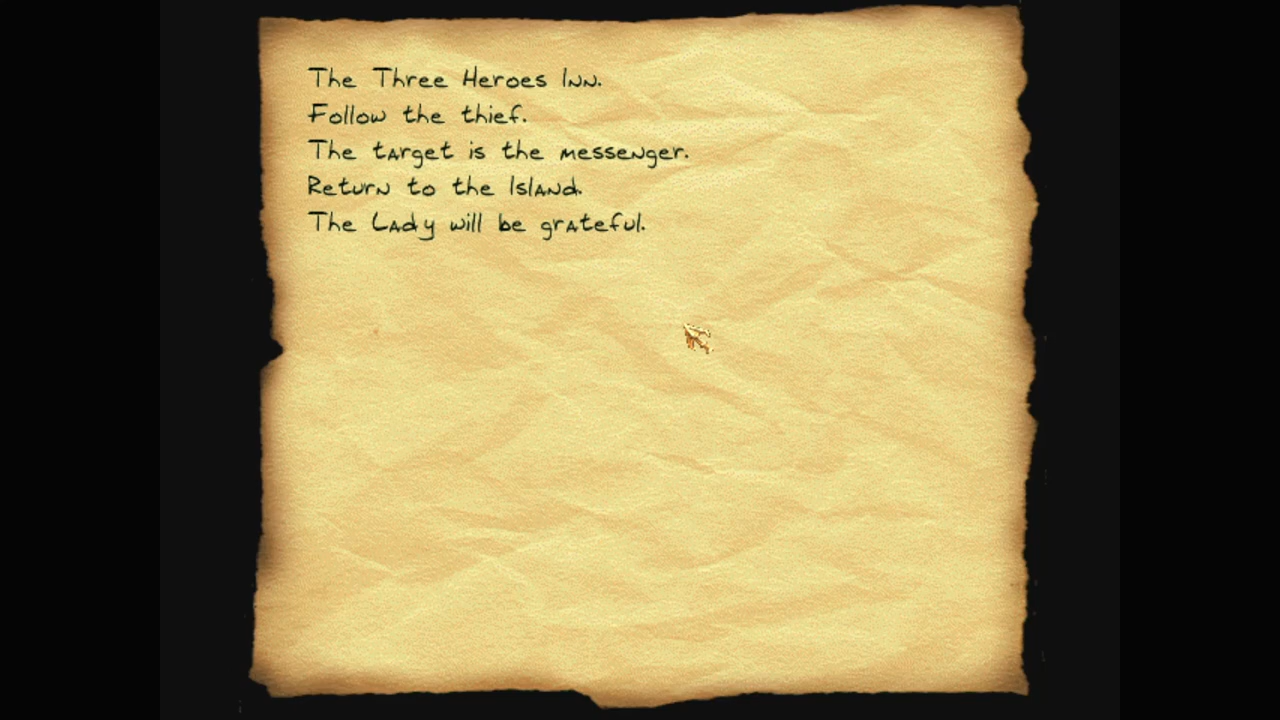 The Three Heroes Inn.
Follow the thief.
The target is the messenger.
Return to the Island.
The Lady will be grateful.